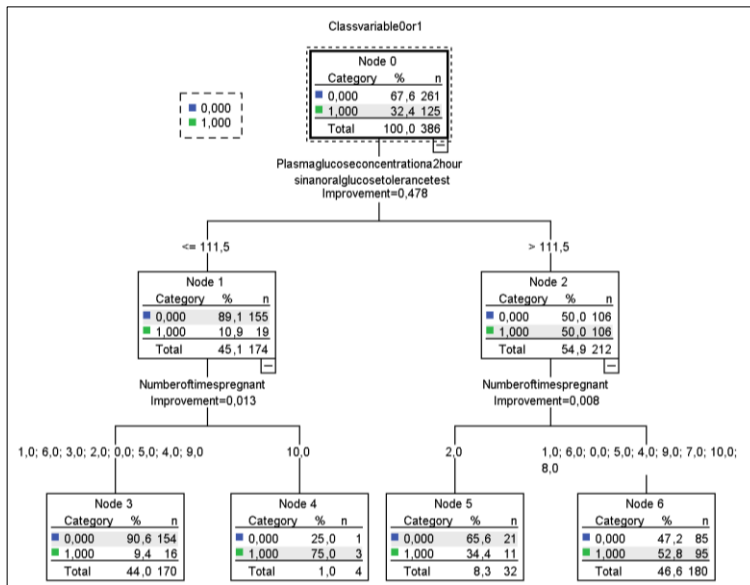 Classvariable0or1
0,000
1,000
Node 0
Category % n
0,000 67,6 261
1,000 32,4 125
Total 100,0 386
Plasmaglucoseconcentrationa2hour
sinanoralglucosetolerancetest
Improvement=0,478
<= 111,5
> 111,5
Node 1
Category % n
0,000 89,1 155
1,000 10,9 19
Total 45,1 174
Node 2
Category % n
0,000 50,0 106
1,000 50,0 106
Total 54,9 212
Numberoftimespregnant
Improvement=0,013
Numberoftimespregnant
Improvement=0,008
1,0; 6,0; 3,0; 2,0; 0,0; 5,0; 4,0; 9,0
10,0
2,0
1,0; 6,0; 0,0; 5,0; 4,0; 9,0; 7,0; 10,0;
8,0
Node 3
Category % n
0,000 90,6 154
1,000 9,4 16
Total 44,0 170
Node 4
Category % n
0,000 25,0 1
1,000 75,0 3
Total 1,0 4
Node 5
Category % n
0,000 65,6 21
1,000 34,4 11
Total 8,3 32
Node 6
Category % n
0,000 47,2 85
1,000 52,8 95
Total 46,6 180